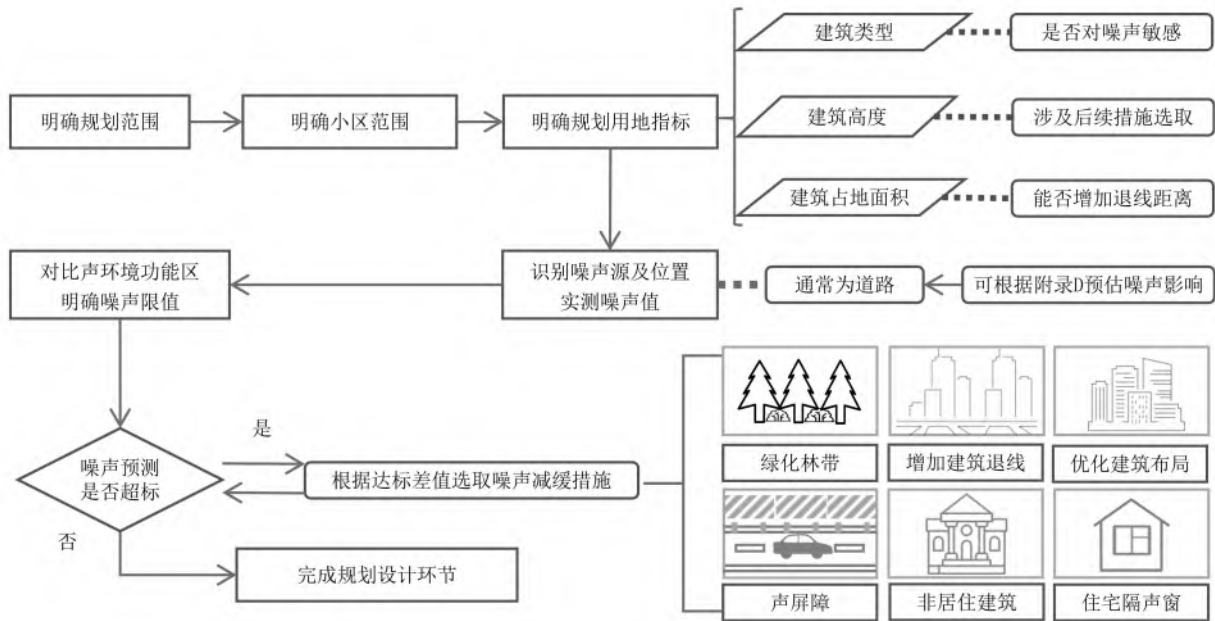 建筑类型
是否对噪声敏感
明确规划范围
明确小区范围
明确规划用地指标
建筑高度
涉及后续措施选取
建筑占地面积
能否增加退线距离
对比声环境功能区
明确噪声限值
识别噪声源及位置
实测噪声值
通常为道路
可根据附录D预估噪声影响
噪声预测
是否超标
是
否
根据达标差值选取噪声减缓措施
完成规划设计环节
绿化林带
增加建筑退线
优化建筑布局
声屏障
非居住建筑
住宅隔声窗